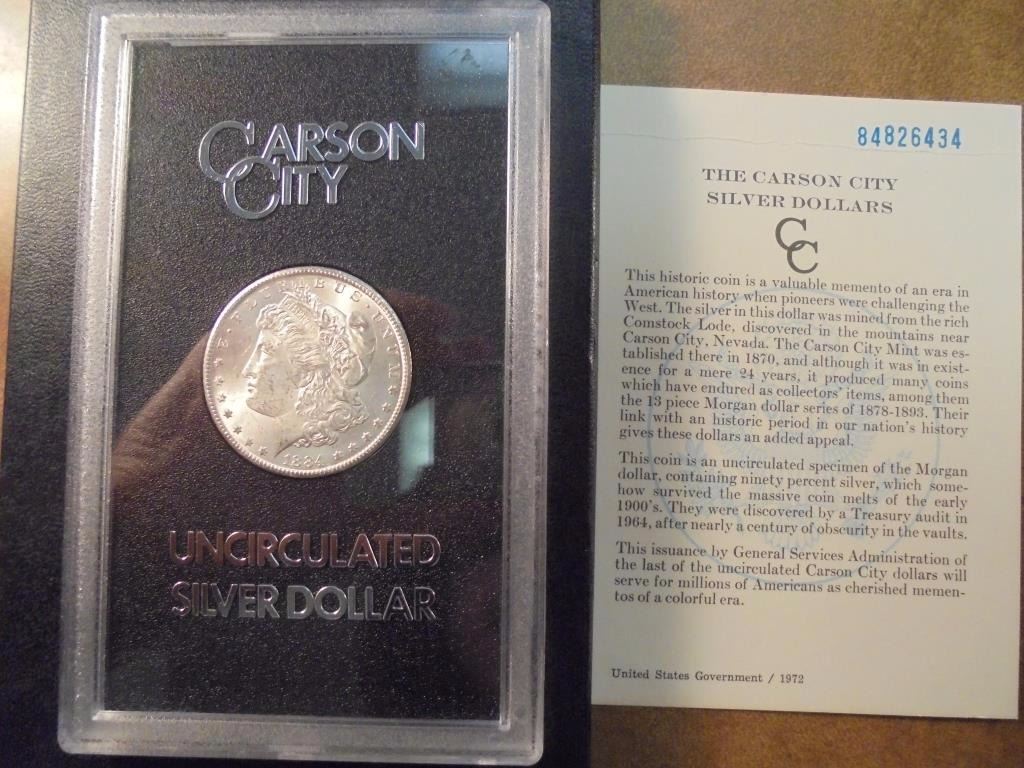 CARSON
CITY
E PLURIBUS UNUM
1884
UNCIRCULATED
SILVER DOLLAR
84826434
THE CARSON CITY
SILVER DOLLARS
CC
This historic coin is a valuable memento of an era in
American history when pioneers were challenging the
West. The silver in this dollar was mined from the rich
Comstock Lode, discovered in the mountains near
Carson City, Nevada. The Carson City Mint was es-
tablished there in 1870, and although it was in exist-
ence for a mere 24 years, it produced many coins
which have endured as collectors' items, among them
the 13 piece Morgan dollar series of 1878-1893. Their
link with an historic period in our nation's history
gives these dollars an added appeal.
This coin is an uncirculated specimen of the Morgan
dollar, containing ninety percent silver, which some-
how survived the massive coin melts of the early
1900's. They were discovered by a Treasury audit in
1964, after nearly a century of obscurity in the vaults.
This issuance by General Services Administration of
the last of the uncirculated Carson City dollars will
serve for millions of Americans as cherished memen-
tos of a colorful era.
United States Government / 1972